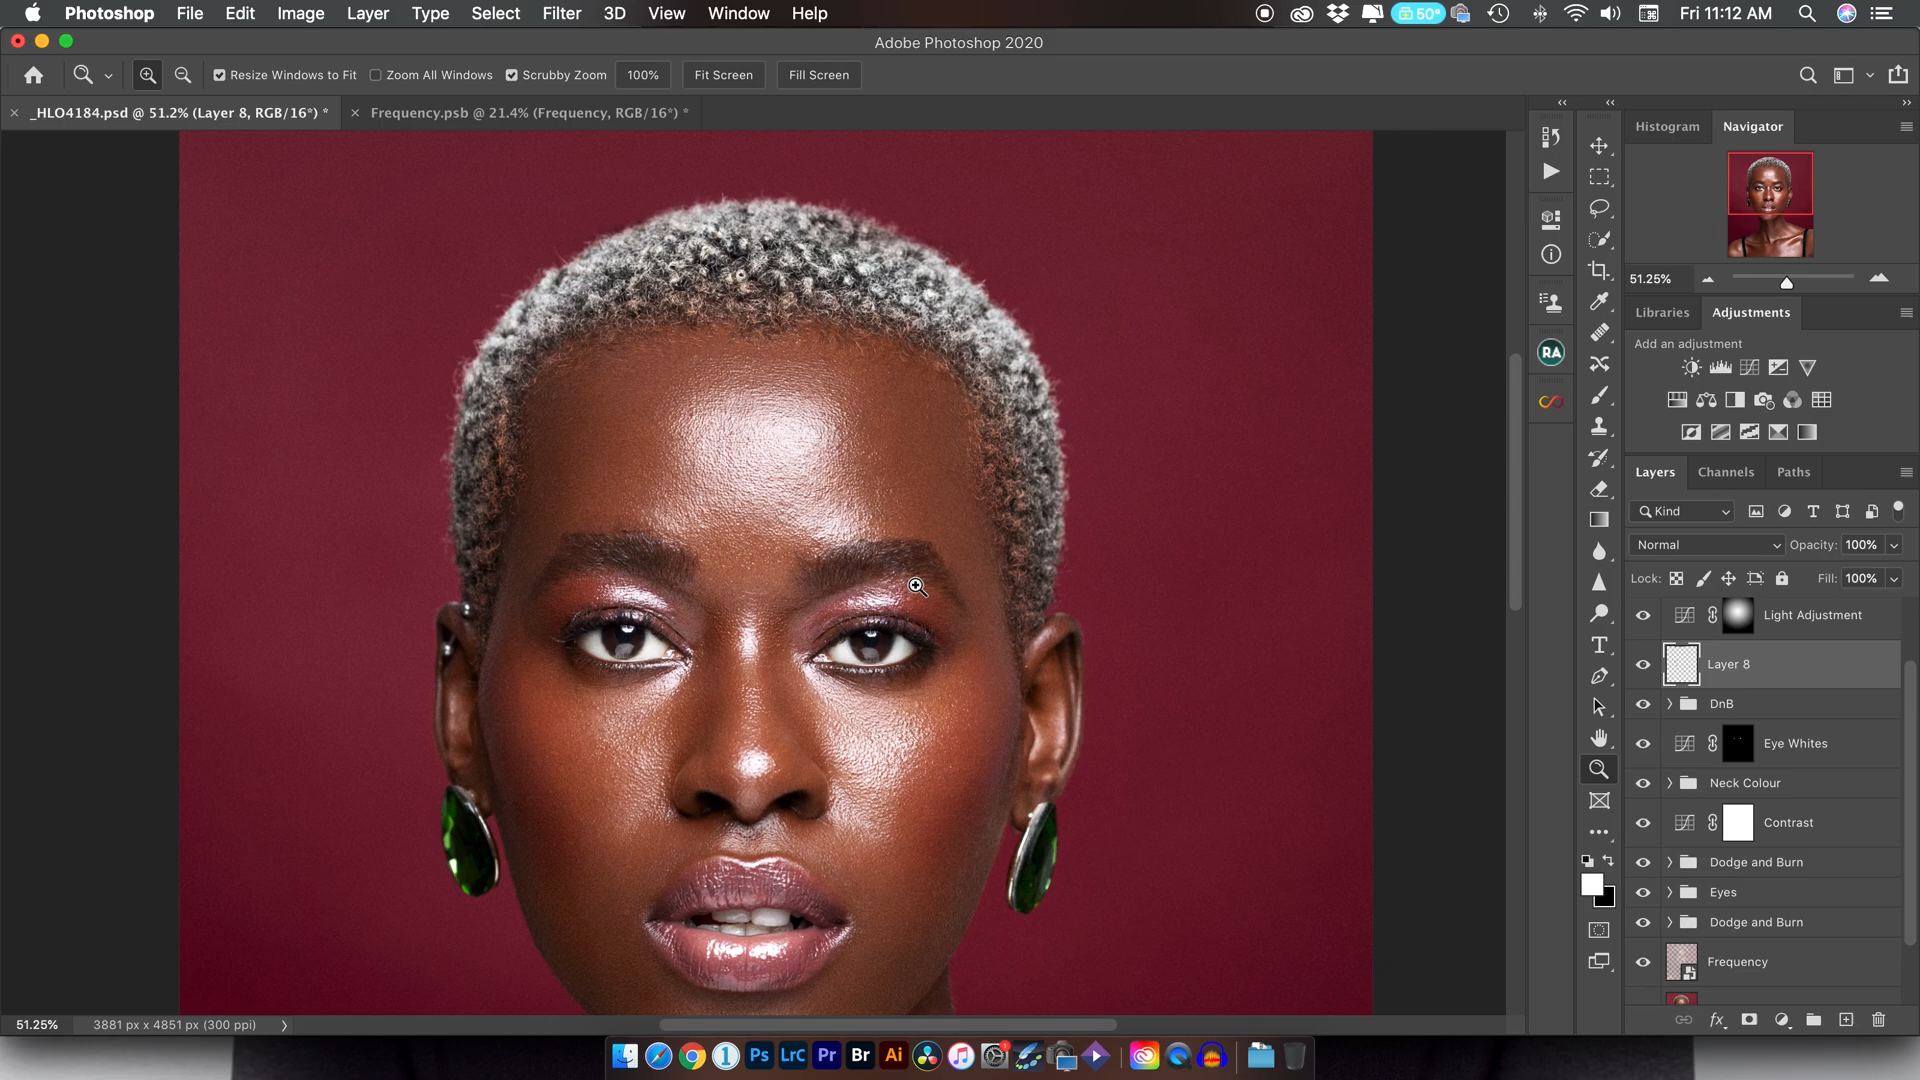 Photoshop File Edit Image Layer Type Select Filter 3D View Window Help 50° Fri 11:12 AM
Adobe Photoshop 2020
Resize Windows to Fit Zoom All Windows Scrubby Zoom 100% Fit Screen Fill Screen
_HLO4184.psd @ 51.2% (Layer 8, RGB/16*) * Frequency.psb @ 21.4% (Frequency, RGB/16*) *
Histogram Navigator
51.25%
Libraries Adjustments
Add an adjustment
RA
Layers Channels Paths
Kind
Normal Opacity: 100%
Lock: Fill: 100%
Light Adjustment
Layer 8
DnB
Eye Whites
Neck Colour
Contrast
Dodge and Burn
Eyes
Dodge and Burn
Frequency
51.25% 3881 px x 4851 px (300 ppi)
1 Ps LrC Pr Br Ai 1